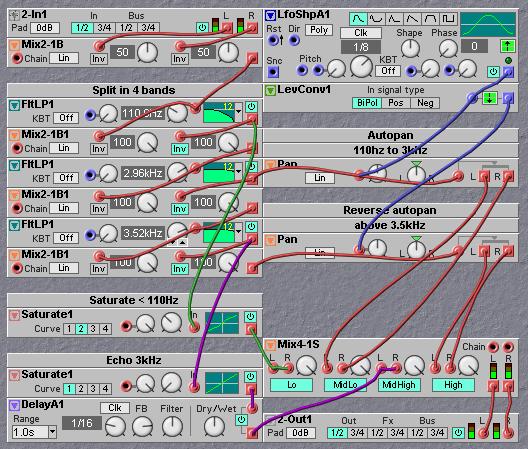 2-In1
In
Bus
L
R
Pad
0dB
1/2
3/4
1/2
3/4
Mix2-1B
Chain
Lin
Inv
50
Inv
50
LfoShpA1
Rst
Dir
Poly
Clk
1/8
Shape
Phase
0
Snc
Pitch
KBT
Off
LevConv1
In signal type
BiPol
Pos
Neg
Split in 4 bands
FltLP1
KBT
Off
12
Mix2-1B1
Chain
Lin
Inv
100
Inv
100
FltLP1
KBT
Off
2.96kHz
12
Mix2-1B1
Chain
Lin
Inv
100
Inv
100
FltLP1
KBT
Off
3.52kHz
12
Mix2-1B1
Chain
Lin
Inv
100
Inv
100
Autopan
110hz to 3kHz
Pan
Lin
L
R
L
R
Reverse autopan
above 3.5kHz
Pan
Lin
L
R
L
R
Saturate < 110Hz
Saturate1
Curve
1
2
3
4
In
Echo 3kHz
Saturate1
Curve
1
2
3
4
In
DelayA1
Range
1.0s
Clk
1/16
FB
Filter
Dry/Wet
L
Mix4-1S
Chain
L
R
L
R
L
R
L
R
L
R
Lo
MidLo
MidHigh
High
2-Out1
Out
Fx
Bus
L
R
Pad
0dB
1/2
3/4
1/2
3/4
1/2
3/4